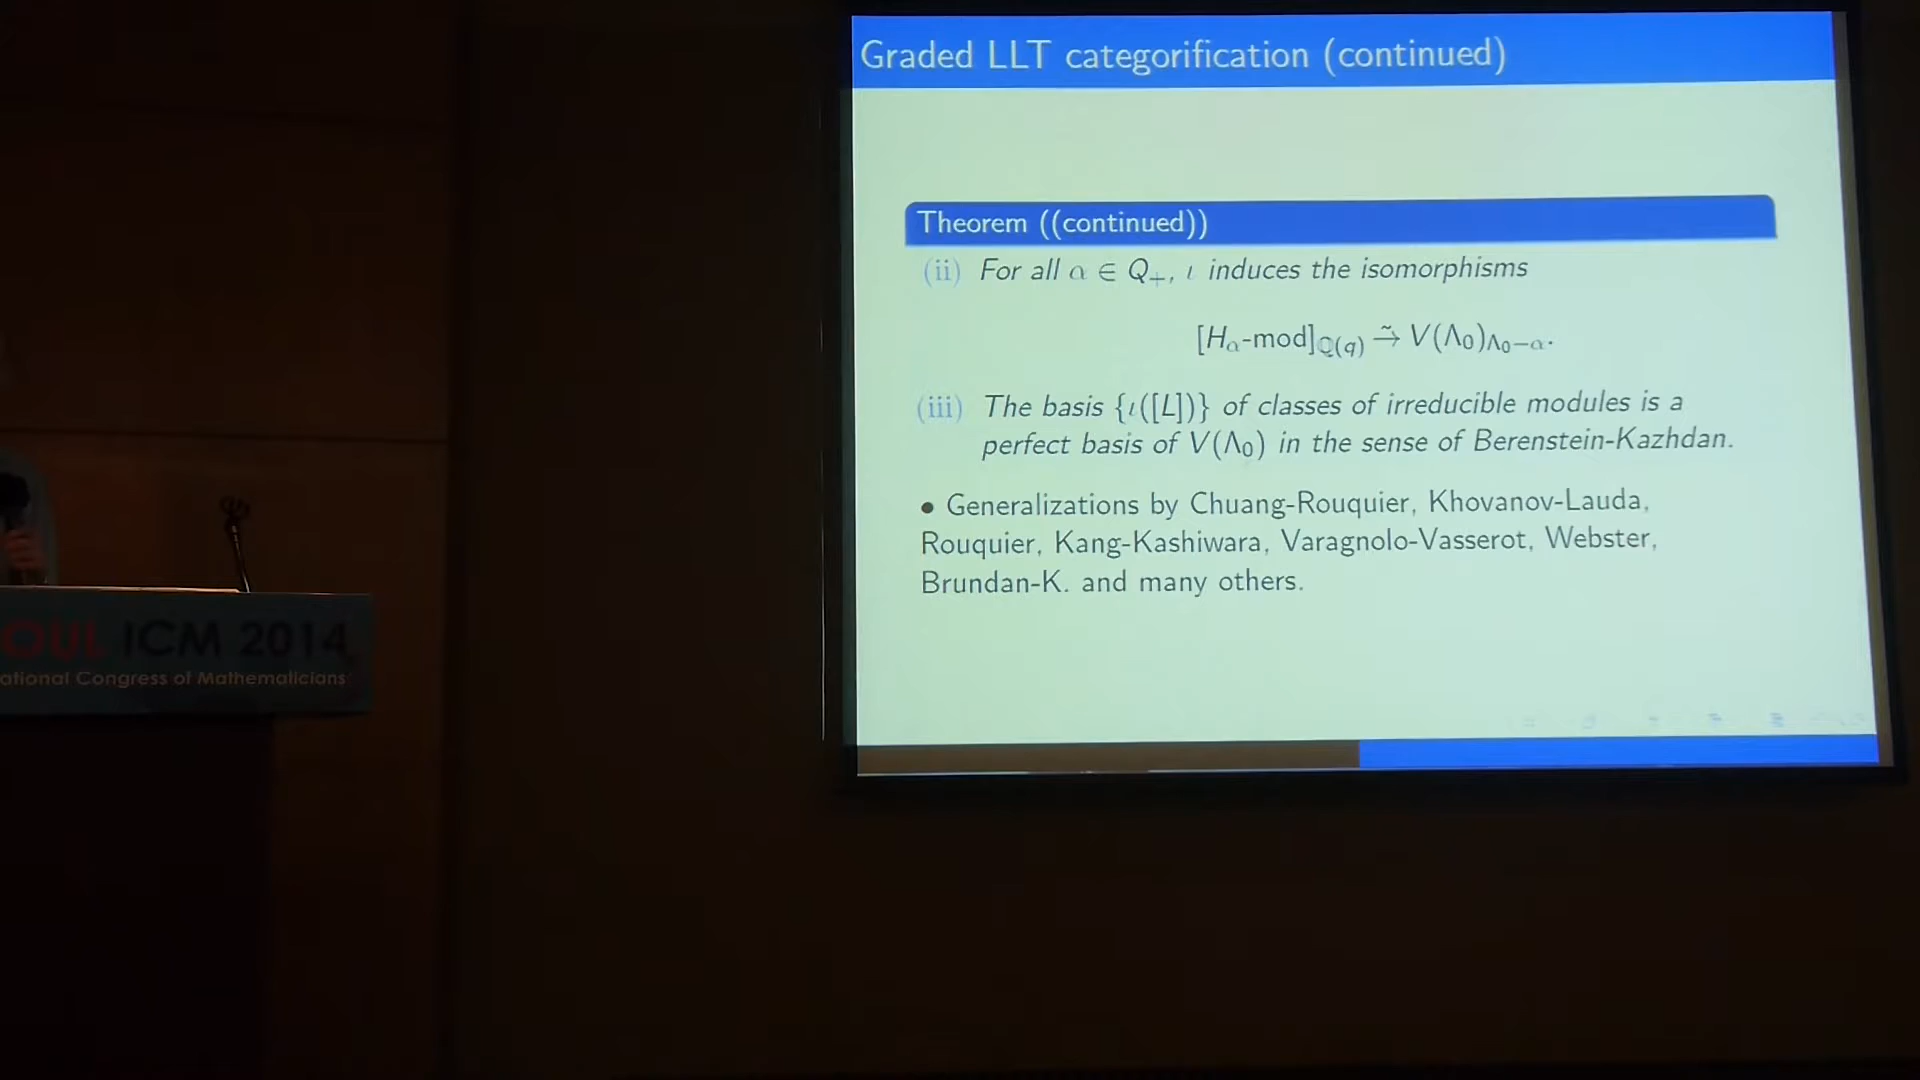 Graded LLT categorification (continued)
Theorem ((continued))
(ii) For all α ∈ Q₊, ι induces the isomorphisms
[H_α-mod]_{ℚ(q)} →̃ V(Λ₀)_{Λ₀−α}.
(iii) The basis {ι([L])} of classes of irreducible modules is a
perfect basis of V(Λ₀) in the sense of Berenstein-Kazhdan.
• Generalizations by Chuang-Rouquier, Khovanov-Lauda,
Rouquier, Kang-Kashiwara, Varagnolo-Vasserot, Webster,
Brundan-K. and many others.
OUL ICM 2014
ational Congress of Mathematicians